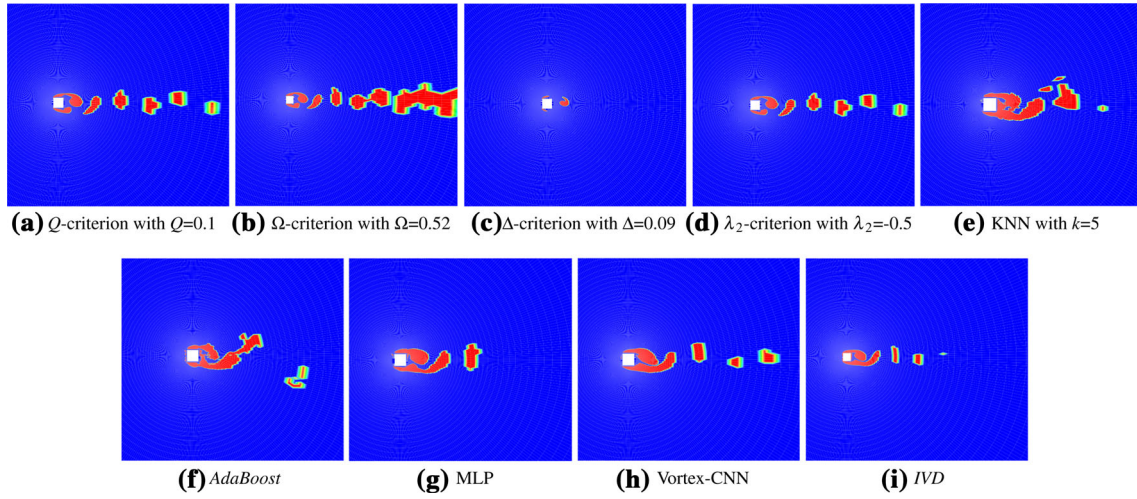 (a) Q-criterion with Q=0.1
(b) Ω-criterion with Ω=0.52
(c) Δ-criterion with Δ=0.09
(d) λ₂-criterion with λ₂=-0.5
(e) KNN with k=5
(f) AdaBoost
(g) MLP
(h) Vortex-CNN
(i) IVD